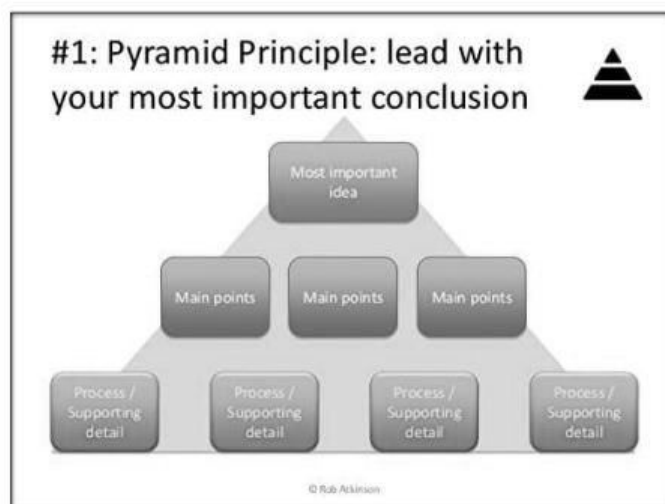 #1: Pyramid Principle: lead with
your most important conclusion
Most important
idea
Main points
Main points
Main points
Process /
Supporting
detail
Process /
Supporting
detail
Process /
Supporting
detail
Process /
Supporting
detail
© Rob Atkinson